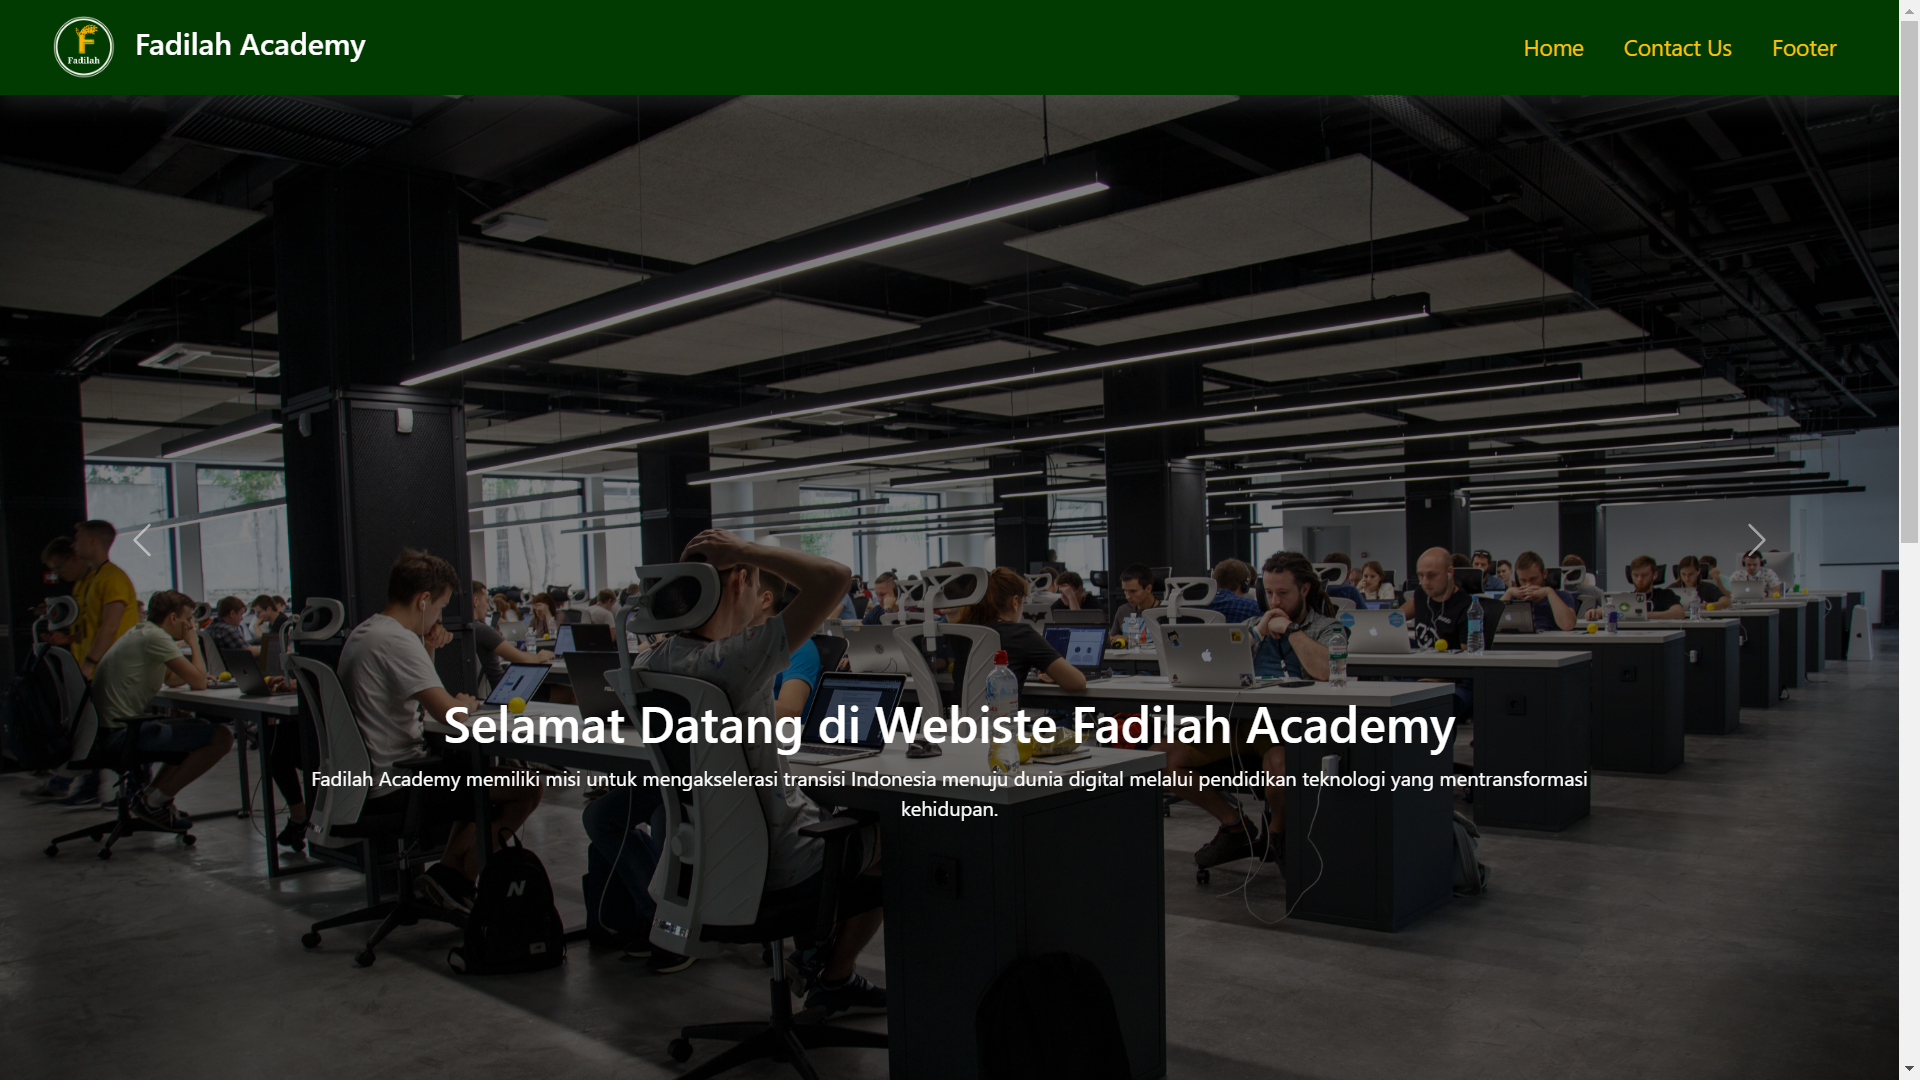 Fadilah
Fadilah Academy
Home
Contact Us
Footer
Selamat Datang di Webiste Fadilah Academy
Fadilah Academy memiliki misi untuk mengakselerasi transisi Indonesia menuju dunia digital melalui pendidikan teknologi yang mentransformasi
kehidupan.